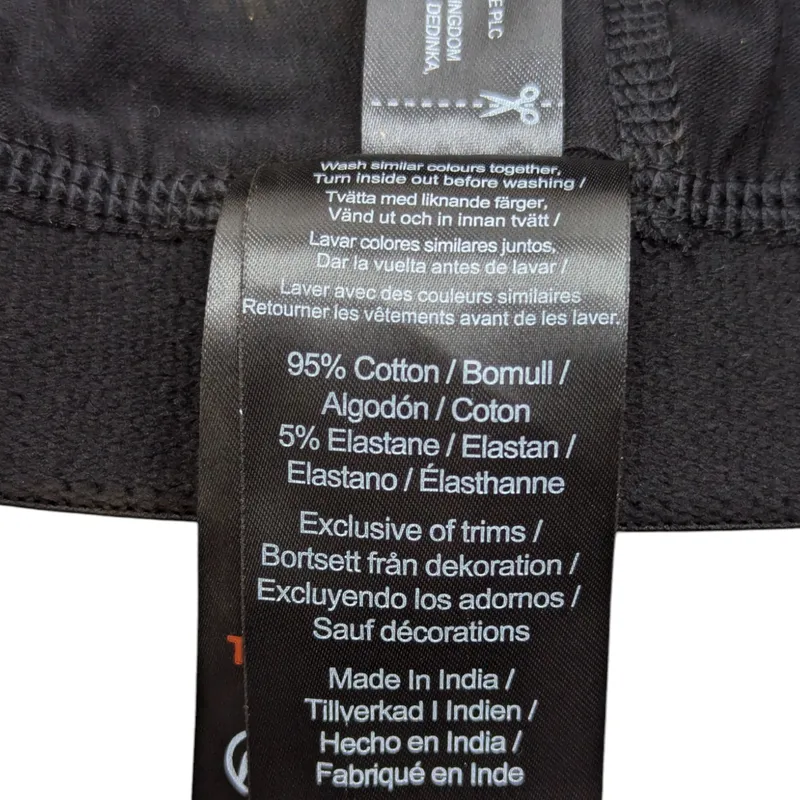 E PLC
NGDOM
DEDINKA,
Wash similar colours together,
Turn inside out before washing /
Tvätta med liknande färger,
Vänd ut och in innan tvätt /
Lavar colores similares juntos,
Dar la vuelta antes de lavar /
Laver avec des couleurs similaires
Retourner les vêtements avant de les laver.
95% Cotton / Bomull /
Algodón / Coton
5% Elastane / Elastan /
Elastano / Élasthanne
Exclusive of trims /
Bortsett från dekoration /
Excluyendo los adornos /
Sauf décorations
Made In India /
Tillverkad I Indien /
Hecho en India /
Fabriqué en Inde